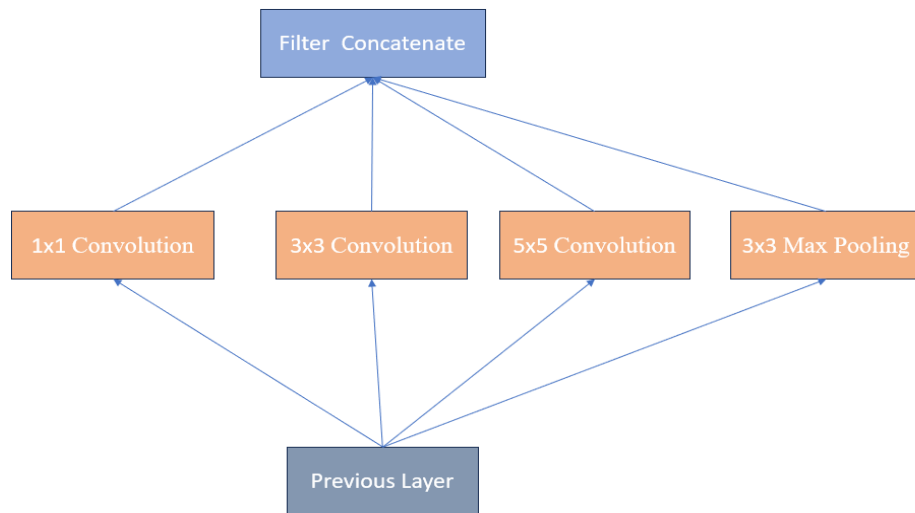 Filter Concatenate
1x1 Convolution
3x3 Convolution
5x5 Convolution
3x3 Max Pooling
Previous Layer